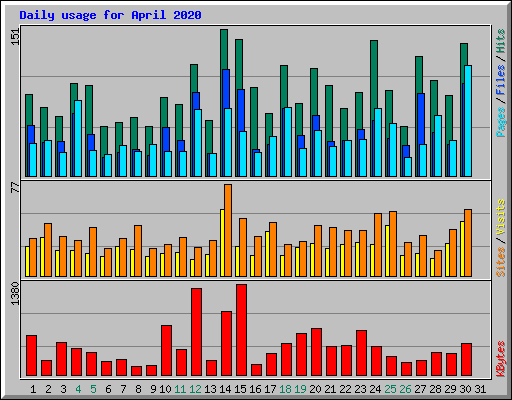 Daily usage for April 2020
151
Pages / Files / Hits
77
Sites / Visits
1380
KBytes
1 2 3 4 5 6 7 8 9 10 11 12 13 14 15 16 17 18 19 20 21 22 23 24 25 26 27 28 29 30 31